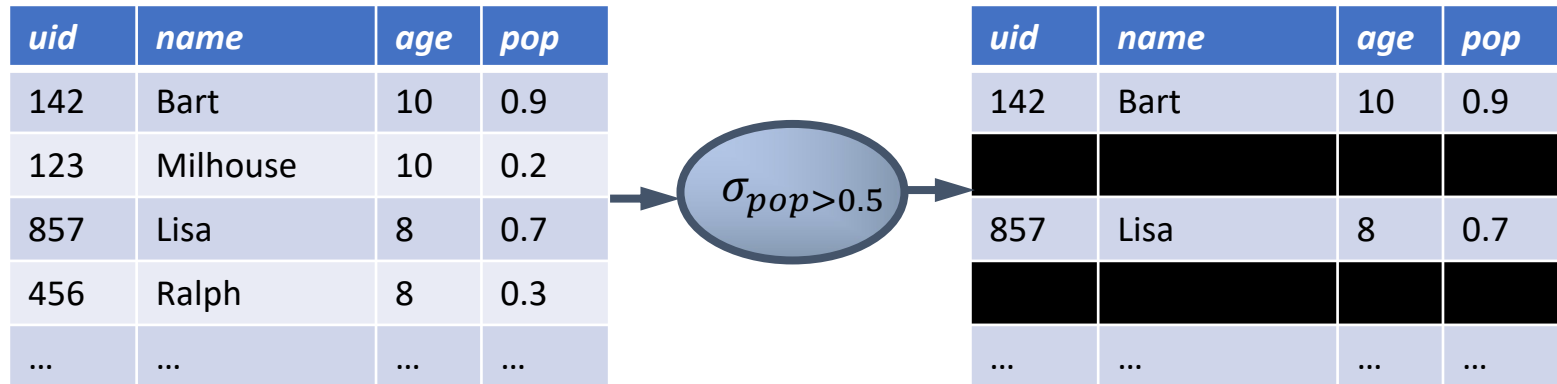 uid name age pop
142 Bart 10 0.9
123 Milhouse 10 0.2
857 Lisa 8 0.7
456 Ralph 8 0.3
... ... ... ...
σpop>0.5
uid name age pop
142 Bart 10 0.9
857 Lisa 8 0.7
... ... ... ...